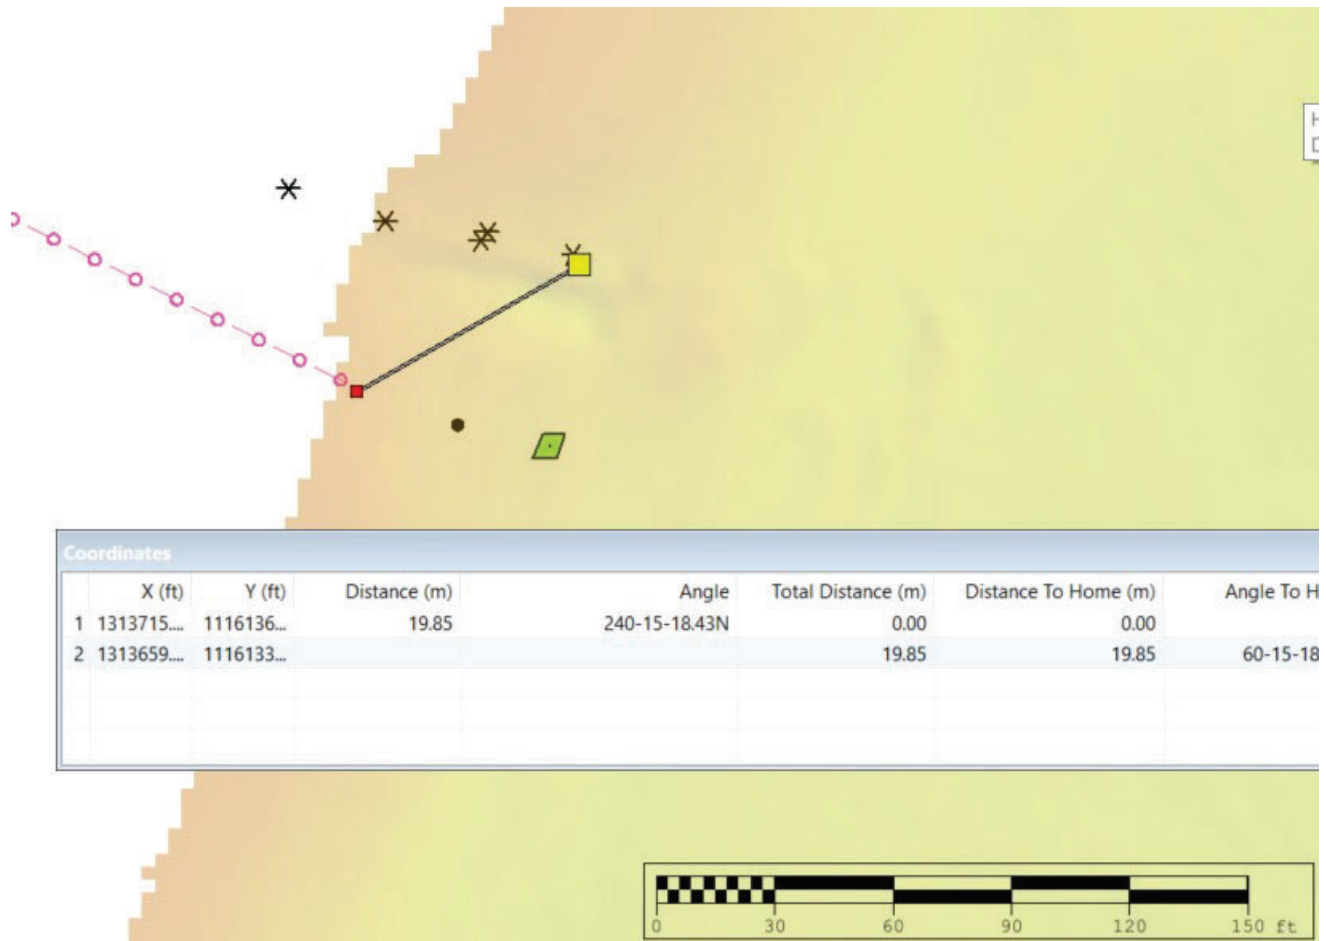 H
D
Coordinates
X (ft) Y (ft) Distance (m) Angle Total Distance (m) Distance To Home (m) Angle To H
1 1313715.... 1116136... 19.85 240-15-18.43N 0.00 0.00
2 1313659.... 1116133... 19.85 19.85 60-15-18
0 30 60 90 120 150 ft